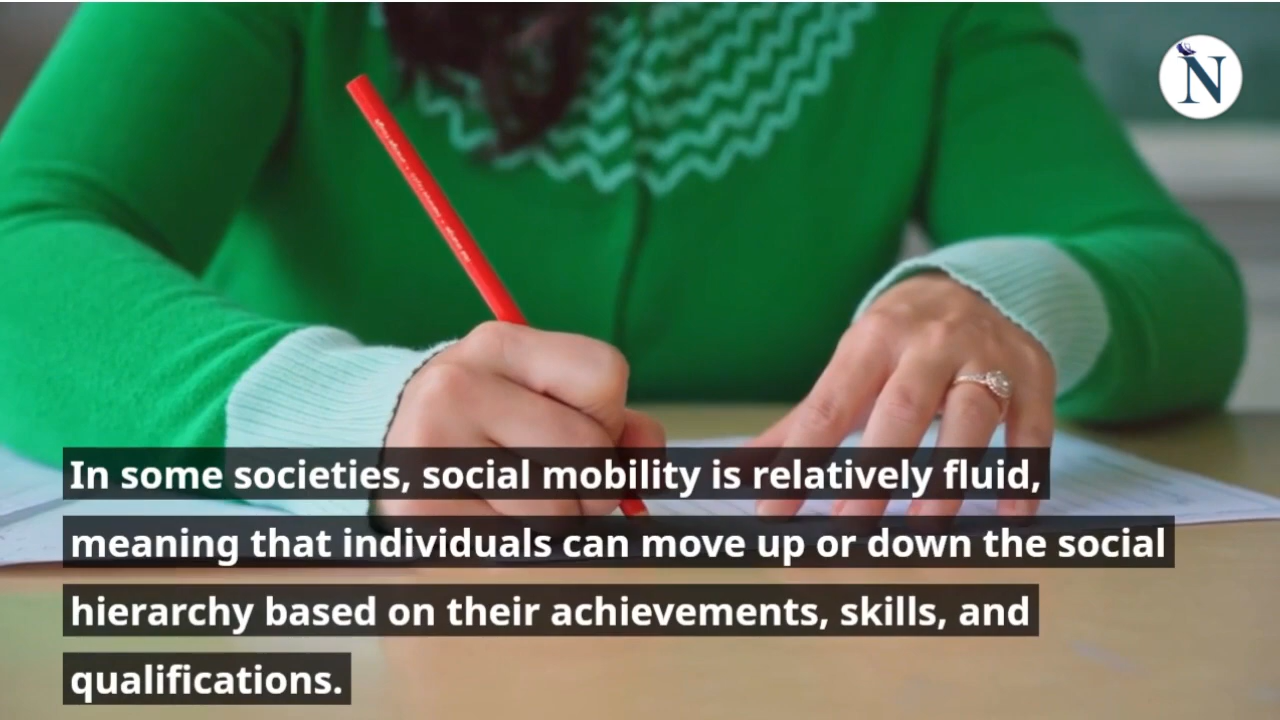 N
In some societies, social mobility is relatively fluid,
meaning that individuals can move up or down the social
hierarchy based on their achievements, skills, and
qualifications.